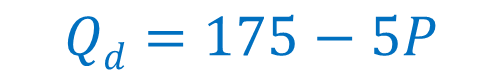 Q_d = 175 − 5P